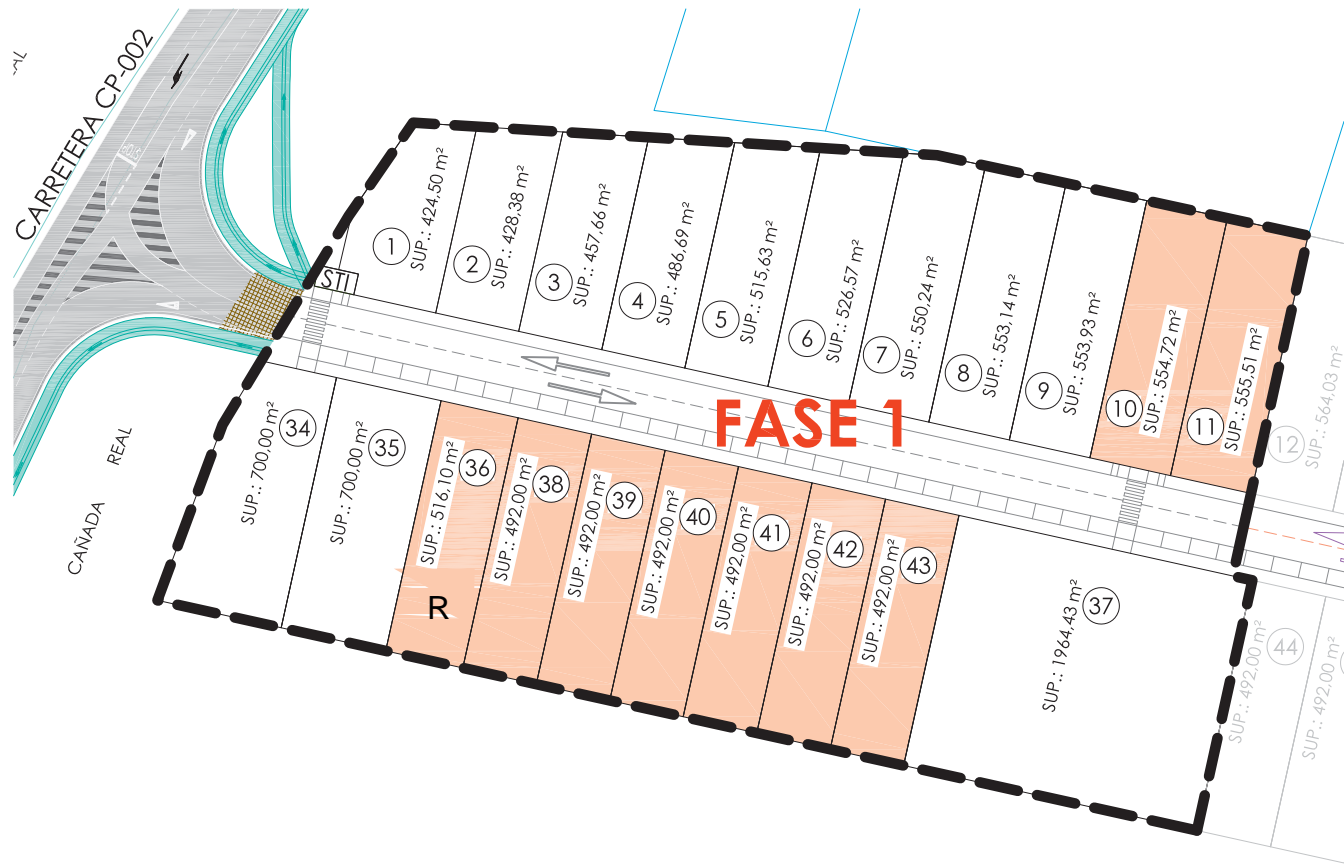 CARRETERA CP-002
STI
1
SUP.: 424,50 m²
2
SUP.: 428,38 m²
3
SUP.: 457,66 m²
4
SUP.: 486,69 m²
5
SUP.: 515,63 m²
6
SUP.: 526,57 m²
7
SUP.: 550,24 m²
8
SUP.: 553,14 m²
9
SUP.: 553,93 m²
10
SUP.: 554,72 m²
11
SUP.: 555,51 m²
12
SUP.: 564,03 m²
FASE 1
CAÑADA REAL
34
SUP.: 700,00 m²
35
SUP.: 700,00 m²
36
SUP.: 516,10 m²
R
38
SUP.: 492,00 m²
39
SUP.: 492,00 m²
40
SUP.: 492,00 m²
41
SUP.: 492,00 m²
42
SUP.: 492,00 m²
43
SUP.: 492,00 m²
37
SUP.: 1964,43 m²
44
SUP.: 492,00 m²
SUP.: 492,00 m²